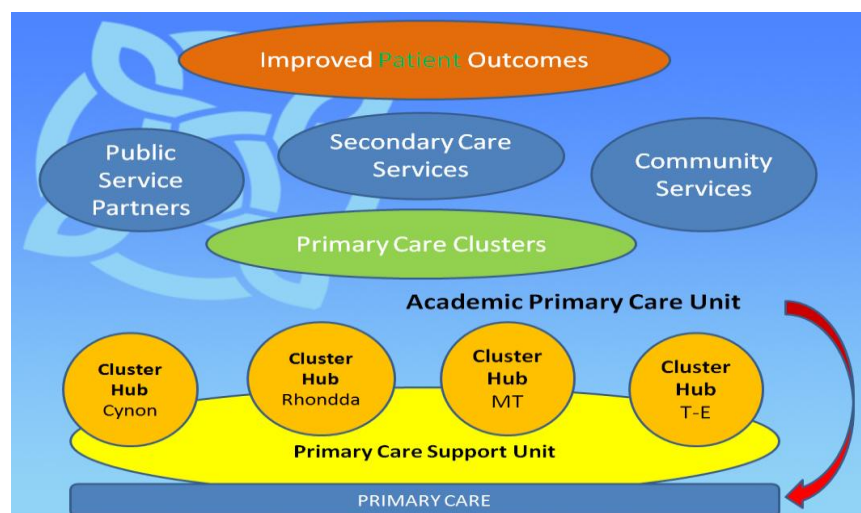 Improved Patient Outcomes
Public
Service
Partners
Secondary Care
Services
Community
Services
Primary Care Clusters
Academic Primary Care Unit
Cluster
Hub
Cynon
Cluster
Hub
Rhondda
Cluster
Hub
MT
Cluster
Hub
T-E
Primary Care Support Unit
PRIMARY CARE